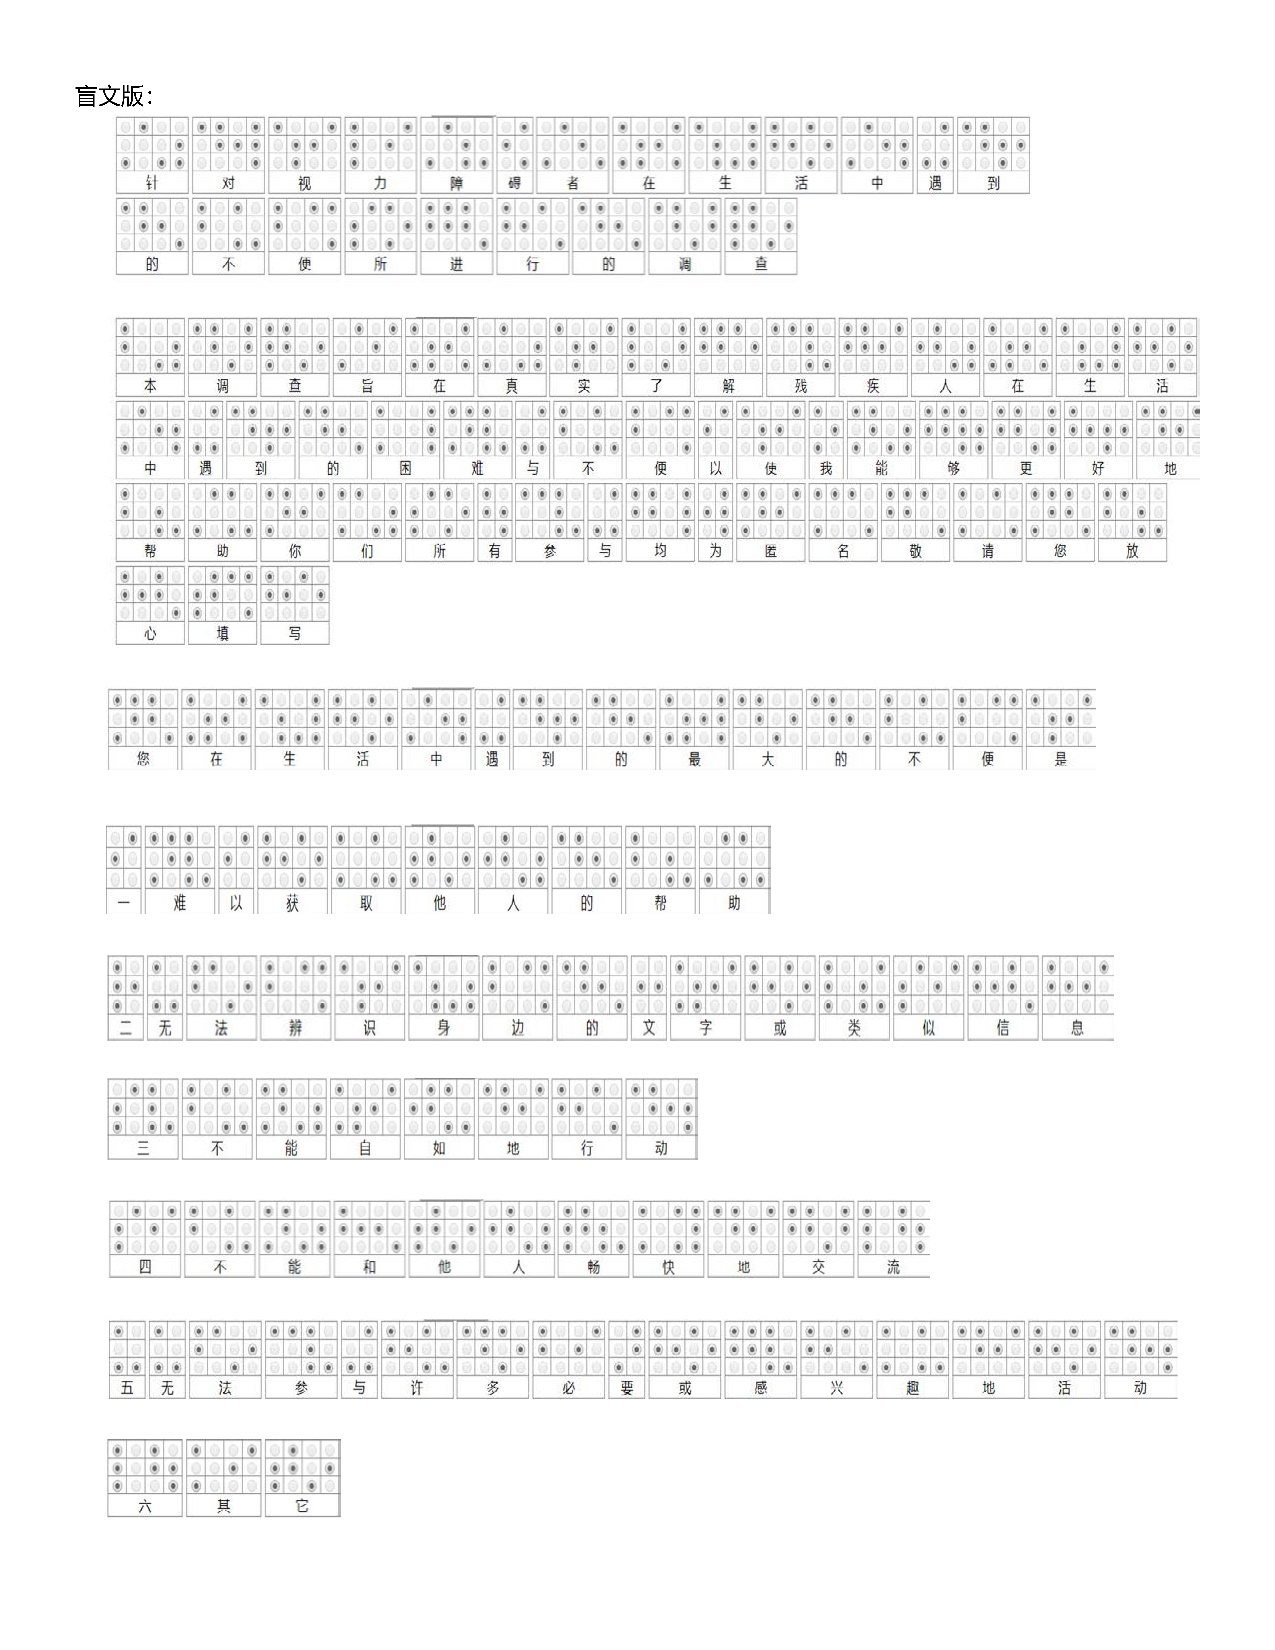 盲文版：
针对视力障碍者在生活中遇到
的不便所进行的调查
本调查旨在真实了解残疾人在生活
中遇到的困难与不便以使我能够更好地
帮助你们所有参与均为匿名敬请您放
心填写
您在生活中遇到的最大的不便是
一难以获取他人的帮助
二无法辨识身边的文字或类似信息
三不能自如地行动
四不能和他人畅快地交流
五无法参与许多必要或感兴趣地活动
六其它